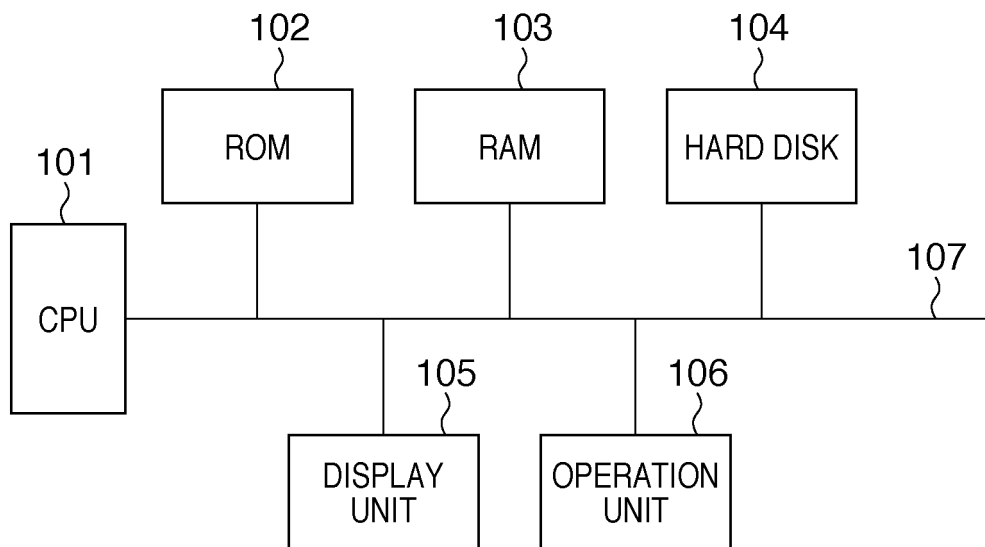 102
103
104
ROM
RAM
HARD DISK
101
CPU
107
105
106
DISPLAY
UNIT
OPERATION
UNIT